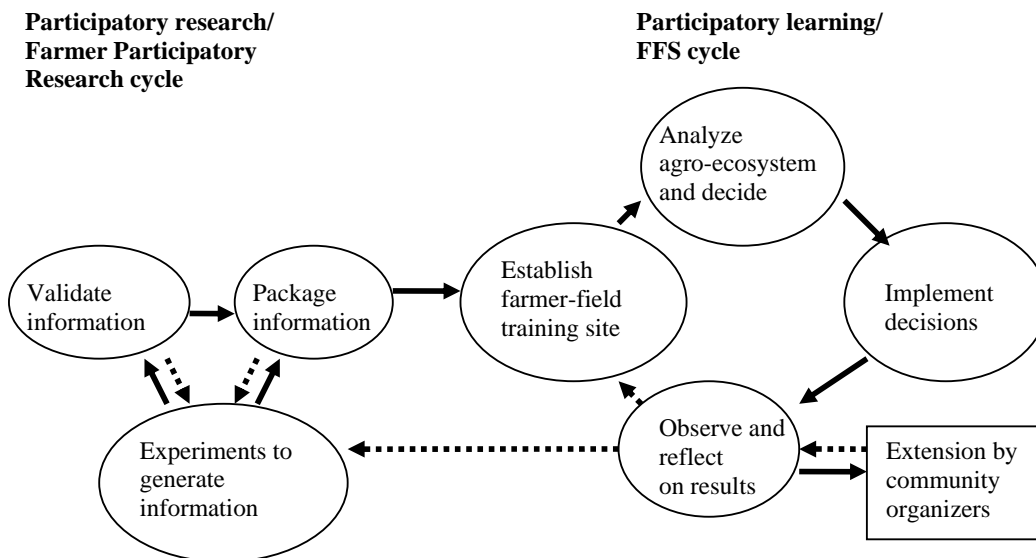 Participatory research/
Farmer Participatory
Research cycle
Participatory learning/
FFS cycle
Analyze
agro-ecosystem
and decide
Validate
information
Package
information
Establish
farmer-field
training site
Implement
decisions
Experiments to
generate
information
Observe and
reflect
on results
Extension by
community
organizers